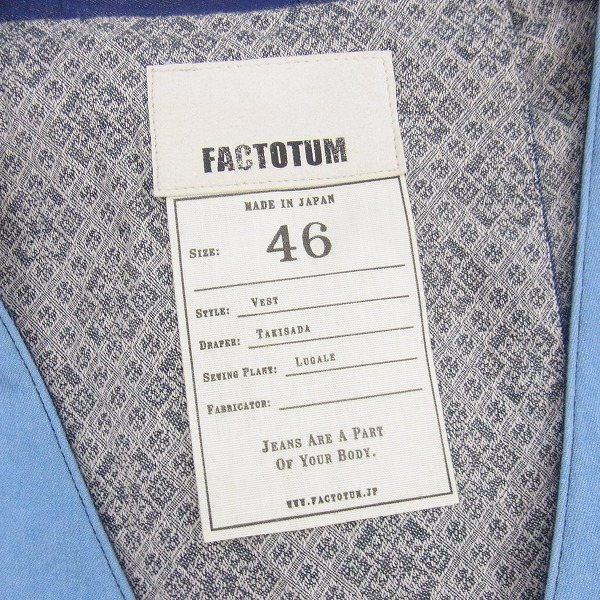 FACTOTUM
MADE IN JAPAN
SIZE: 46
STYLE: VEST
DRAPER: TAKISADA
SEWING PLANT: LUGALE
FABRICATOR:
JEANS ARE A PART
OF YOUR BODY.
WWW.FACTOTUM.JP